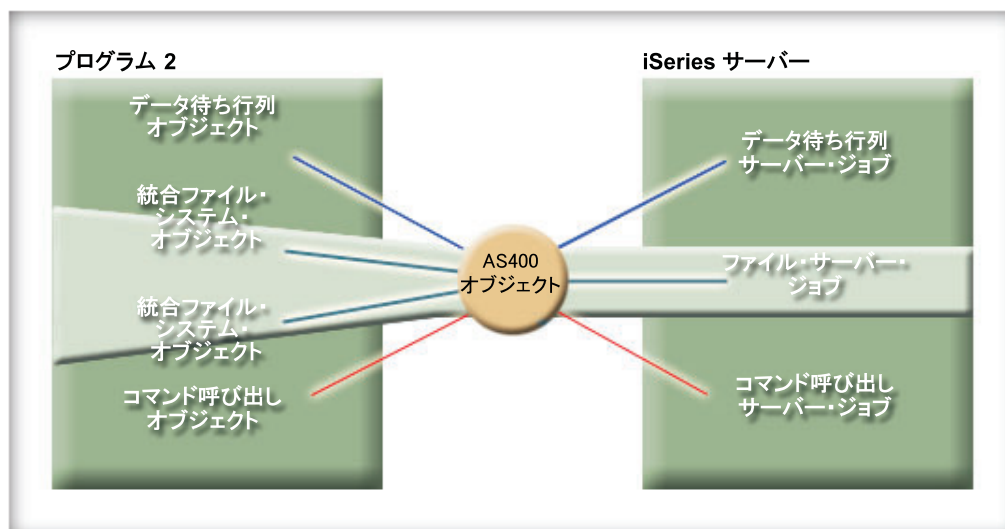 プログラム 2
データ待ち行列
オブジェクト
統合ファイル・
システム・
オブジェクト
統合ファイル・
システム・
オブジェクト
コマンド呼び出し
オブジェクト
AS400
オブジェクト
iSeries サーバー
データ待ち行列
サーバー・ジョブ
ファイル・サーバー・
ジョブ
コマンド呼び出し
サーバー・ジョブ